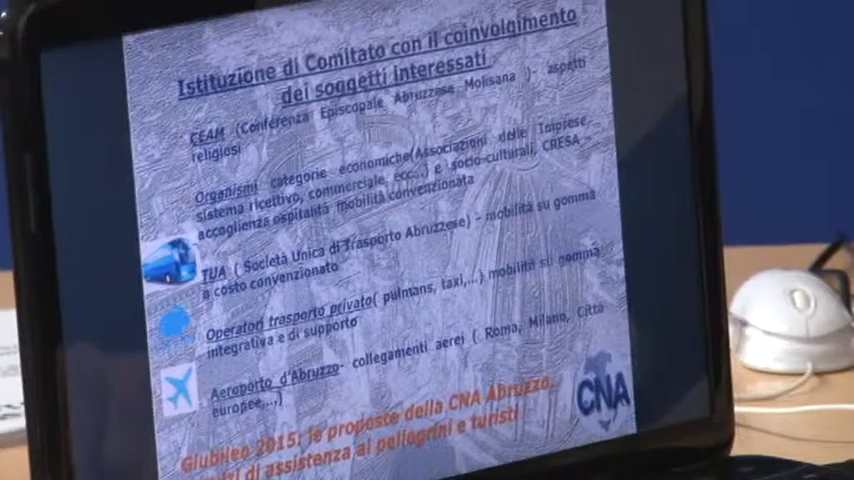 Istituzione di Comitato con il coinvolgimento
dei soggetti interessati
CEAM (Conferenza Episcopale Abruzzese Molisana )- aspetti
religiosi
Organismi categorie economiche(Associazioni delle Imprese,
sistema ricettivo, commerciale, ecc...) e socio-culturali, CRESA –
accoglienza ospitalità mobilità convenzionata
TUA ( Società Unica di Trasporto Abruzzese) – mobilità su gomma
a costo convenzionato
Operatori trasporto privato( pulmans, taxi,...) mobilità su gomma
integrativa e di supporto
Aeroporto d'Abruzzo- collegamenti aerei ( Roma, Milano, Città
europee,...)
Giubileo 2015: le proposte della CNA Abruzzo,
di assistenza ai pellegrini e turisti
CNA